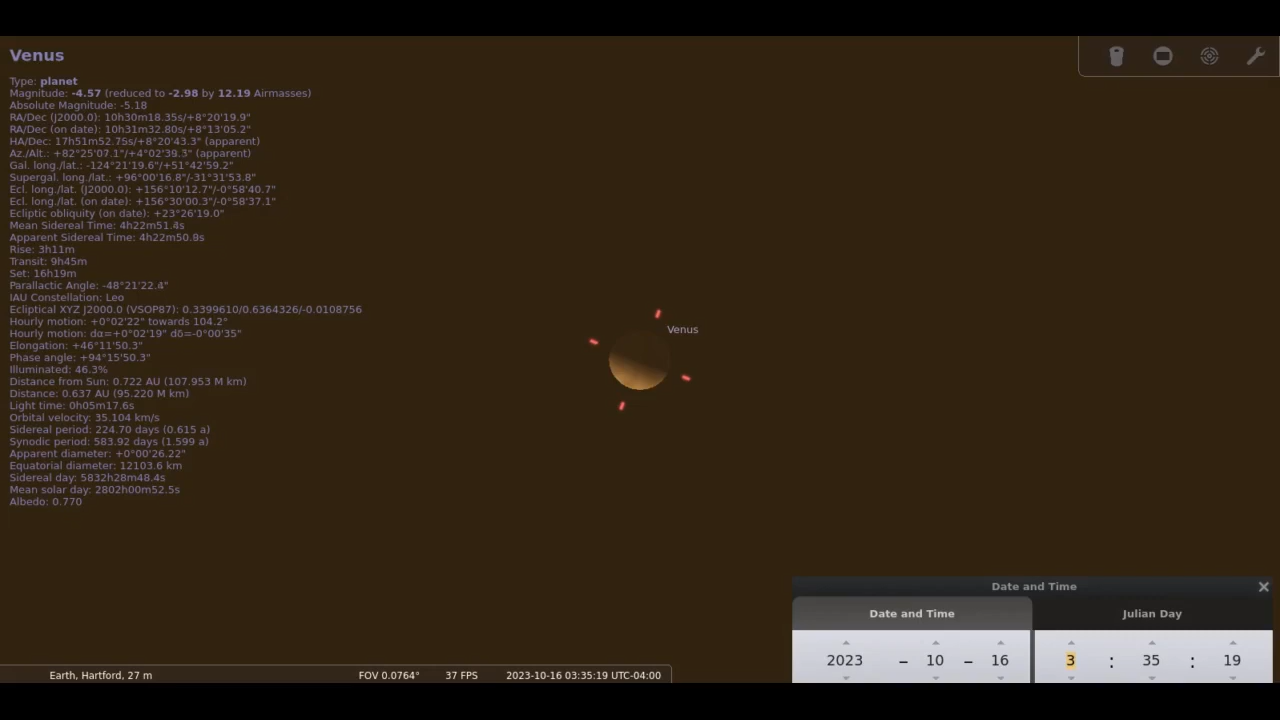 Venus
Type: planet
Magnitude: -4.57 (reduced to -2.98 by 12.19 Airmasses)
Absolute Magnitude: -5.18
RA/Dec (J2000.0): 10h30m18.35s/+8°20'19.9"
RA/Dec (on date): 10h31m32.80s/+8°13'05.2"
HA/Dec: 17h51m52.75s/+8°20'43.3" (apparent)
Az./Alt.: +82°25'07.1"/+4°02'39.3" (apparent)
Gal. long./lat.: -124°21'19.6"/+51°42'59.2"
Supergal. long./lat.: +96°00'16.8"/-31°31'53.8"
Ecl. long./lat. (J2000.0): +156°10'12.7"/-0°58'40.7"
Ecl. long./lat. (on date): +156°30'00.3"/-0°58'37.1"
Ecliptic obliquity (on date): +23°26'19.0"
Mean Sidereal Time: 4h22m51.4s
Apparent Sidereal Time: 4h22m50.8s
Rise: 3h11m
Transit: 9h45m
Set: 16h19m
Parallactic Angle: -48°21'22.4"
IAU Constellation: Leo
Ecliptical XYZ J2000.0 (VSOP87): 0.3399610/0.6364326/-0.0108756
Hourly motion: +0°02'22" towards 104.2°
Hourly motion: dα=+0°02'19" dδ=-0°00'35"
Elongation: +46°11'50.3"
Phase angle: +94°15'50.3"
Illuminated: 46.3%
Distance from Sun: 0.722 AU (107.953 M km)
Distance: 0.637 AU (95.220 M km)
Light time: 0h05m17.6s
Orbital velocity: 35.104 km/s
Sidereal period: 224.70 days (0.615 a)
Synodic period: 583.92 days (1.599 a)
Apparent diameter: +0°00'26.22"
Equatorial diameter: 12103.6 km
Sidereal day: 5832h28m48.4s
Mean solar day: 2802h00m52.5s
Albedo: 0.770
Venus
Date and Time
Date and Time Julian Day
2023 – 10 – 16 3 : 35 : 19
Earth, Hartford, 27 m FOV 0.0764° 37 FPS 2023-10-16 03:35:19 UTC-04:00